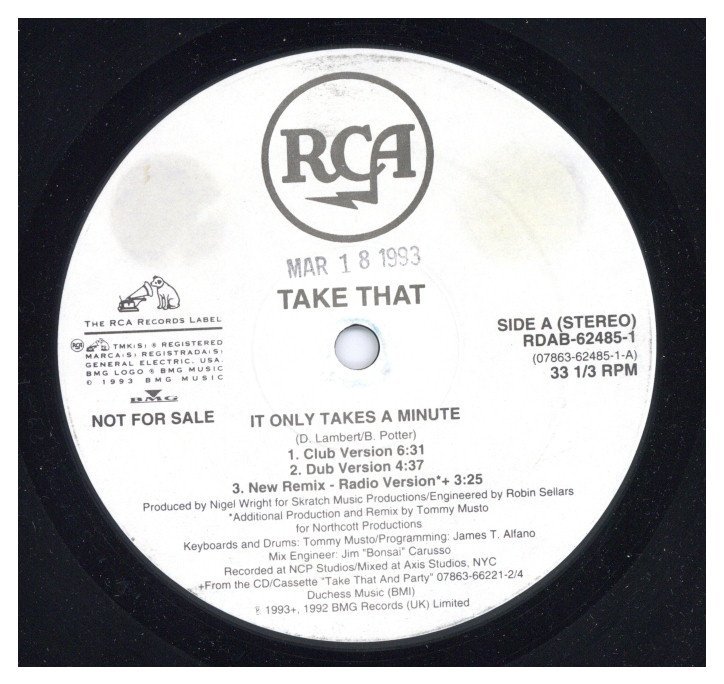 RCA
MAR 18 1993
TAKE THAT
THE RCA RECORDS LABEL
RCA TMK(S) ® REGISTERED
MARCA(S) REGISTRADA(S)
GENERAL ELECTRIC, USA.
BMG LOGO ® BMG MUSIC
© 1993 BMG MUSIC
BMG
NOT FOR SALE
SIDE A (STEREO)
RDAB-62485-1
(07863-62485-1-A)
33 1/3 RPM
IT ONLY TAKES A MINUTE
(D. Lambert/B. Potter)
1. Club Version 6:31
2. Dub Version 4:37
3. New Remix - Radio Version*+ 3:25
Produced by Nigel Wright for Skratch Music Productions/Engineered by Robin Sellars
*Additional Production and Remix by Tommy Musto
for Northcott Productions
Keyboards and Drums: Tommy Musto/Programming: James T. Alfano
Mix Engineer: Jim "Bonsai" Carusso
Recorded at NCP Studios/Mixed at Axis Studios, NYC
+From the CD/Cassette "Take That And Party" 07863-66221-2/4
Duchess Music (BMI)
℗ 1993+, 1992 BMG Records (UK) Limited